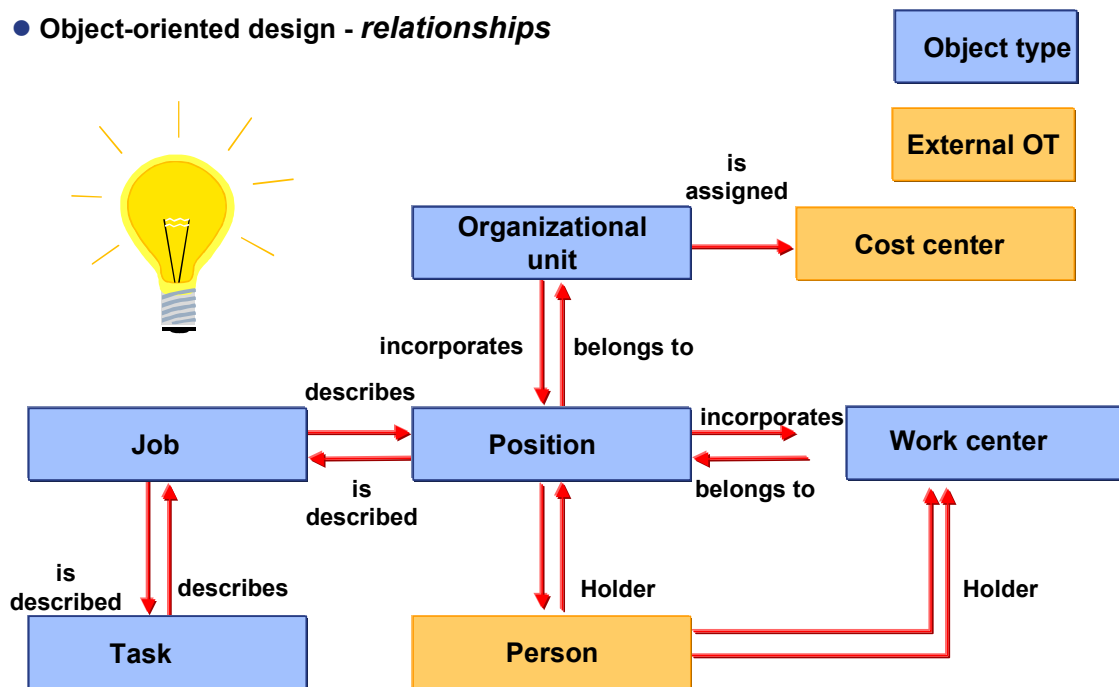 Object-oriented design - relationships
Object type
External OT
is
assigned
Organizational
unit
Cost center
incorporates
belongs to
describes
incorporates
Job
Position
Work center
is
described
belongs to
is
described
describes
Holder
Holder
Task
Person